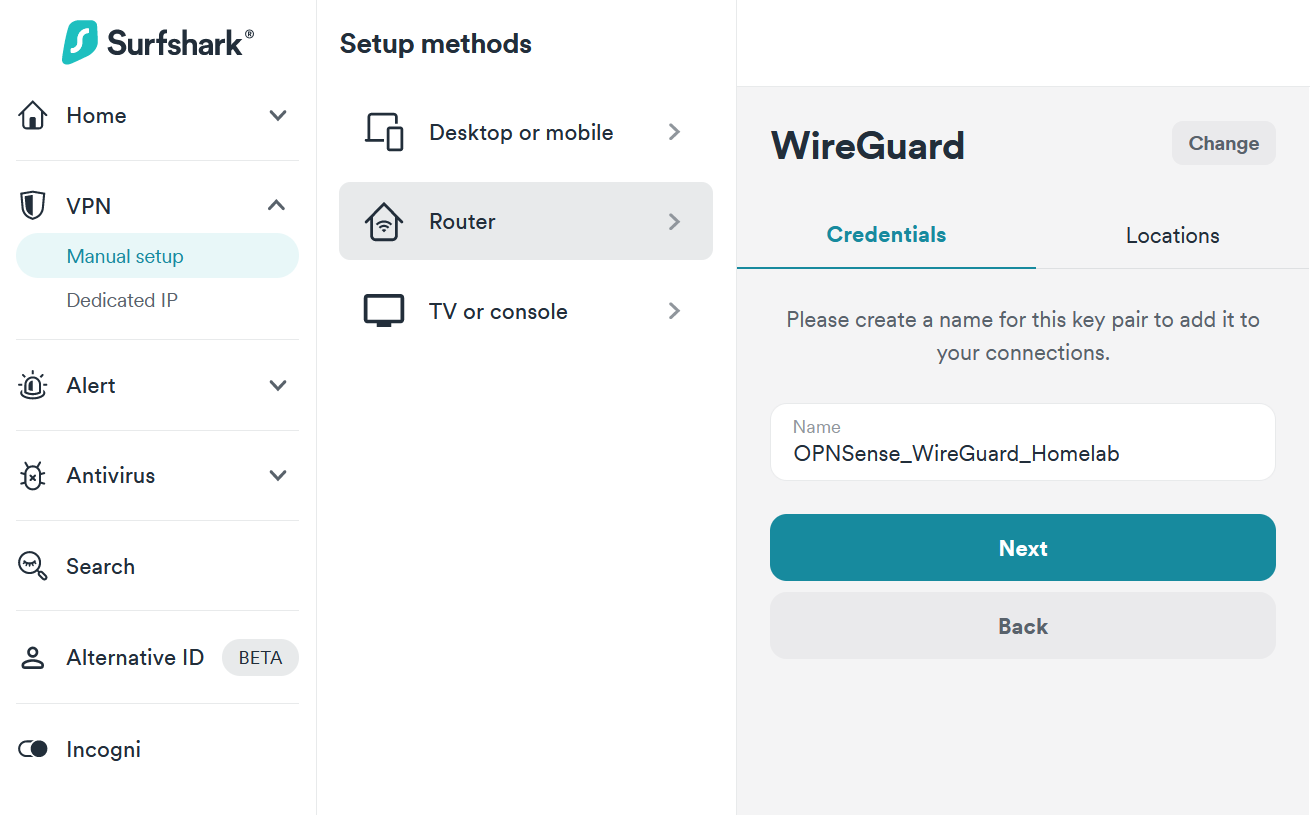 Surfshark®
Home
VPN
Manual setup
Dedicated IP
Alert
Antivirus
Search
Alternative ID BETA
Incogni
Setup methods
Desktop or mobile
Router
TV or console
WireGuard
Change
Credentials
Locations
Please create a name for this key pair to add it to
your connections.
Name
OPNSense_WireGuard_Homelab
Next
Back